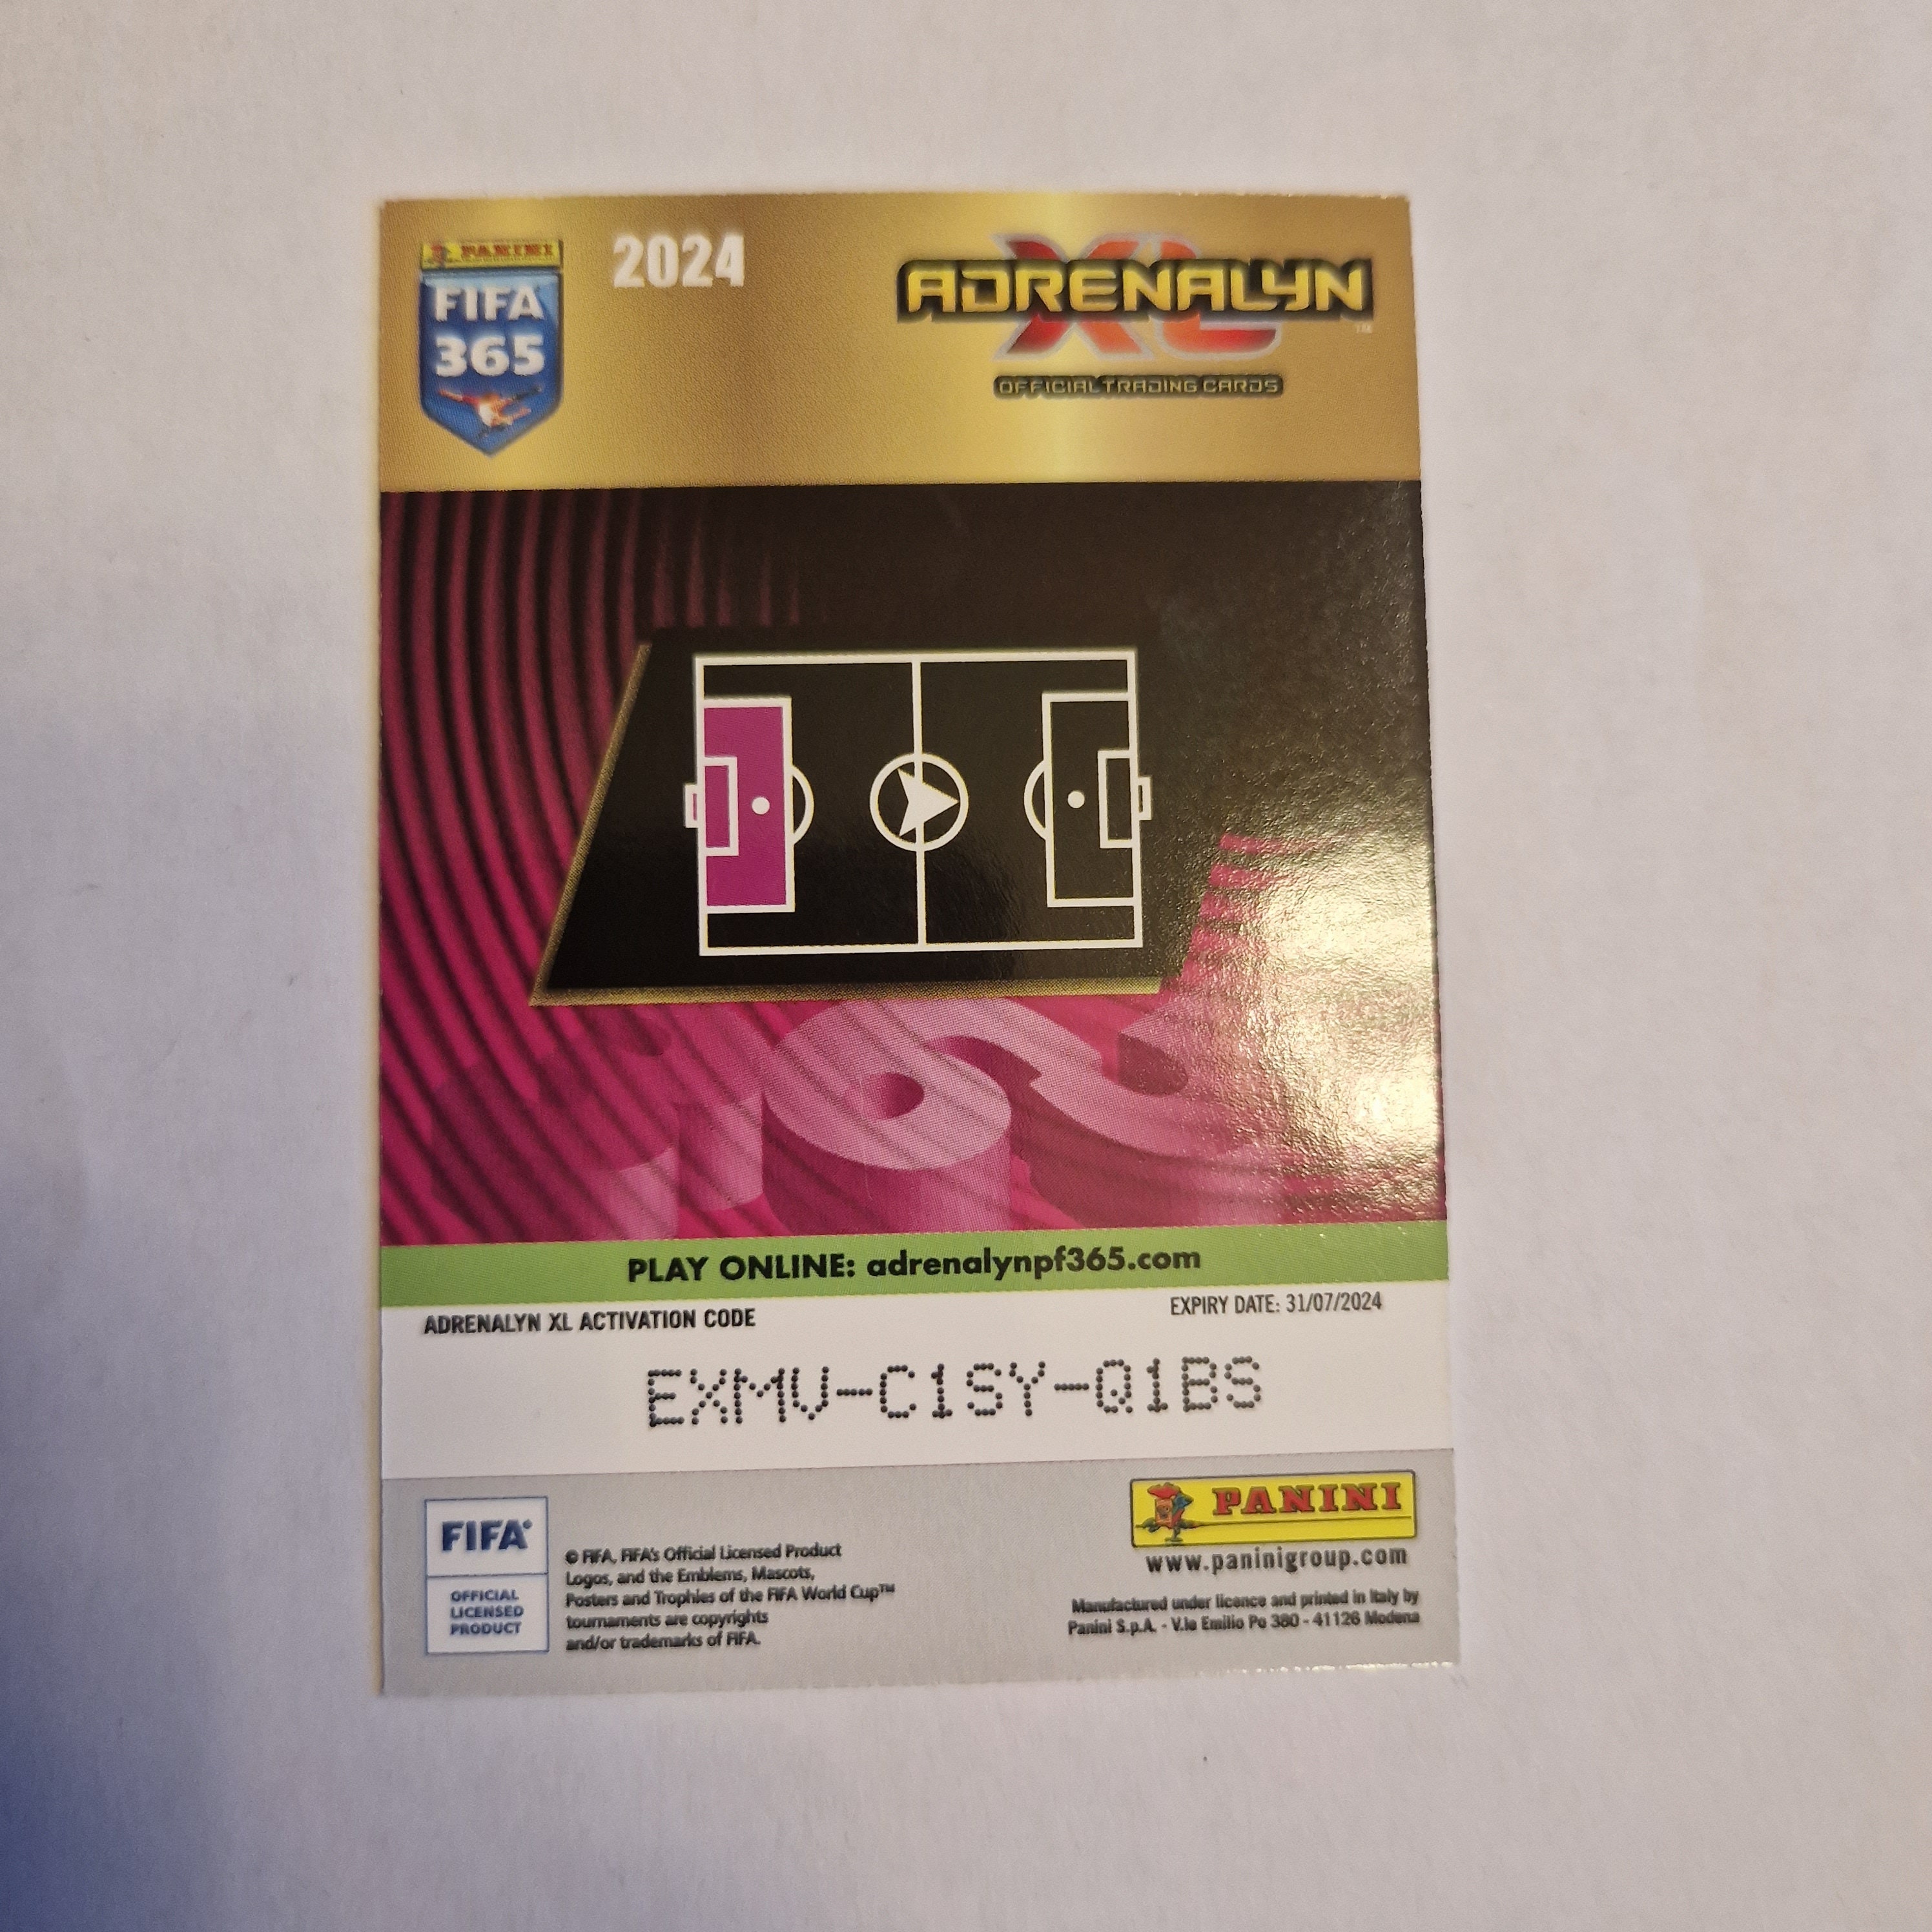 PANINI
FIFA
365
2024
ADRENALYN
XL
™
OFFICIAL TRADING CARDS
365
PLAY ONLINE: adrenalynpf365.com
ADRENALYN XL ACTIVATION CODE
EXPIRY DATE: 31/07/2024
EXMV-C1SY-Q1BS
FIFA®
OFFICIAL
LICENSED
PRODUCT
© FIFA, FIFA's Official Licensed Product
Logos, and the Emblems, Mascots,
Posters and Trophies of the FIFA World Cup™
tournaments are copyrights
and/or trademarks of FIFA.
PANINI
www.paninigroup.com
Manufactured under licence and printed in Italy by
Panini S.p.A. - V.le Emilio Po 380 - 41126 Modena